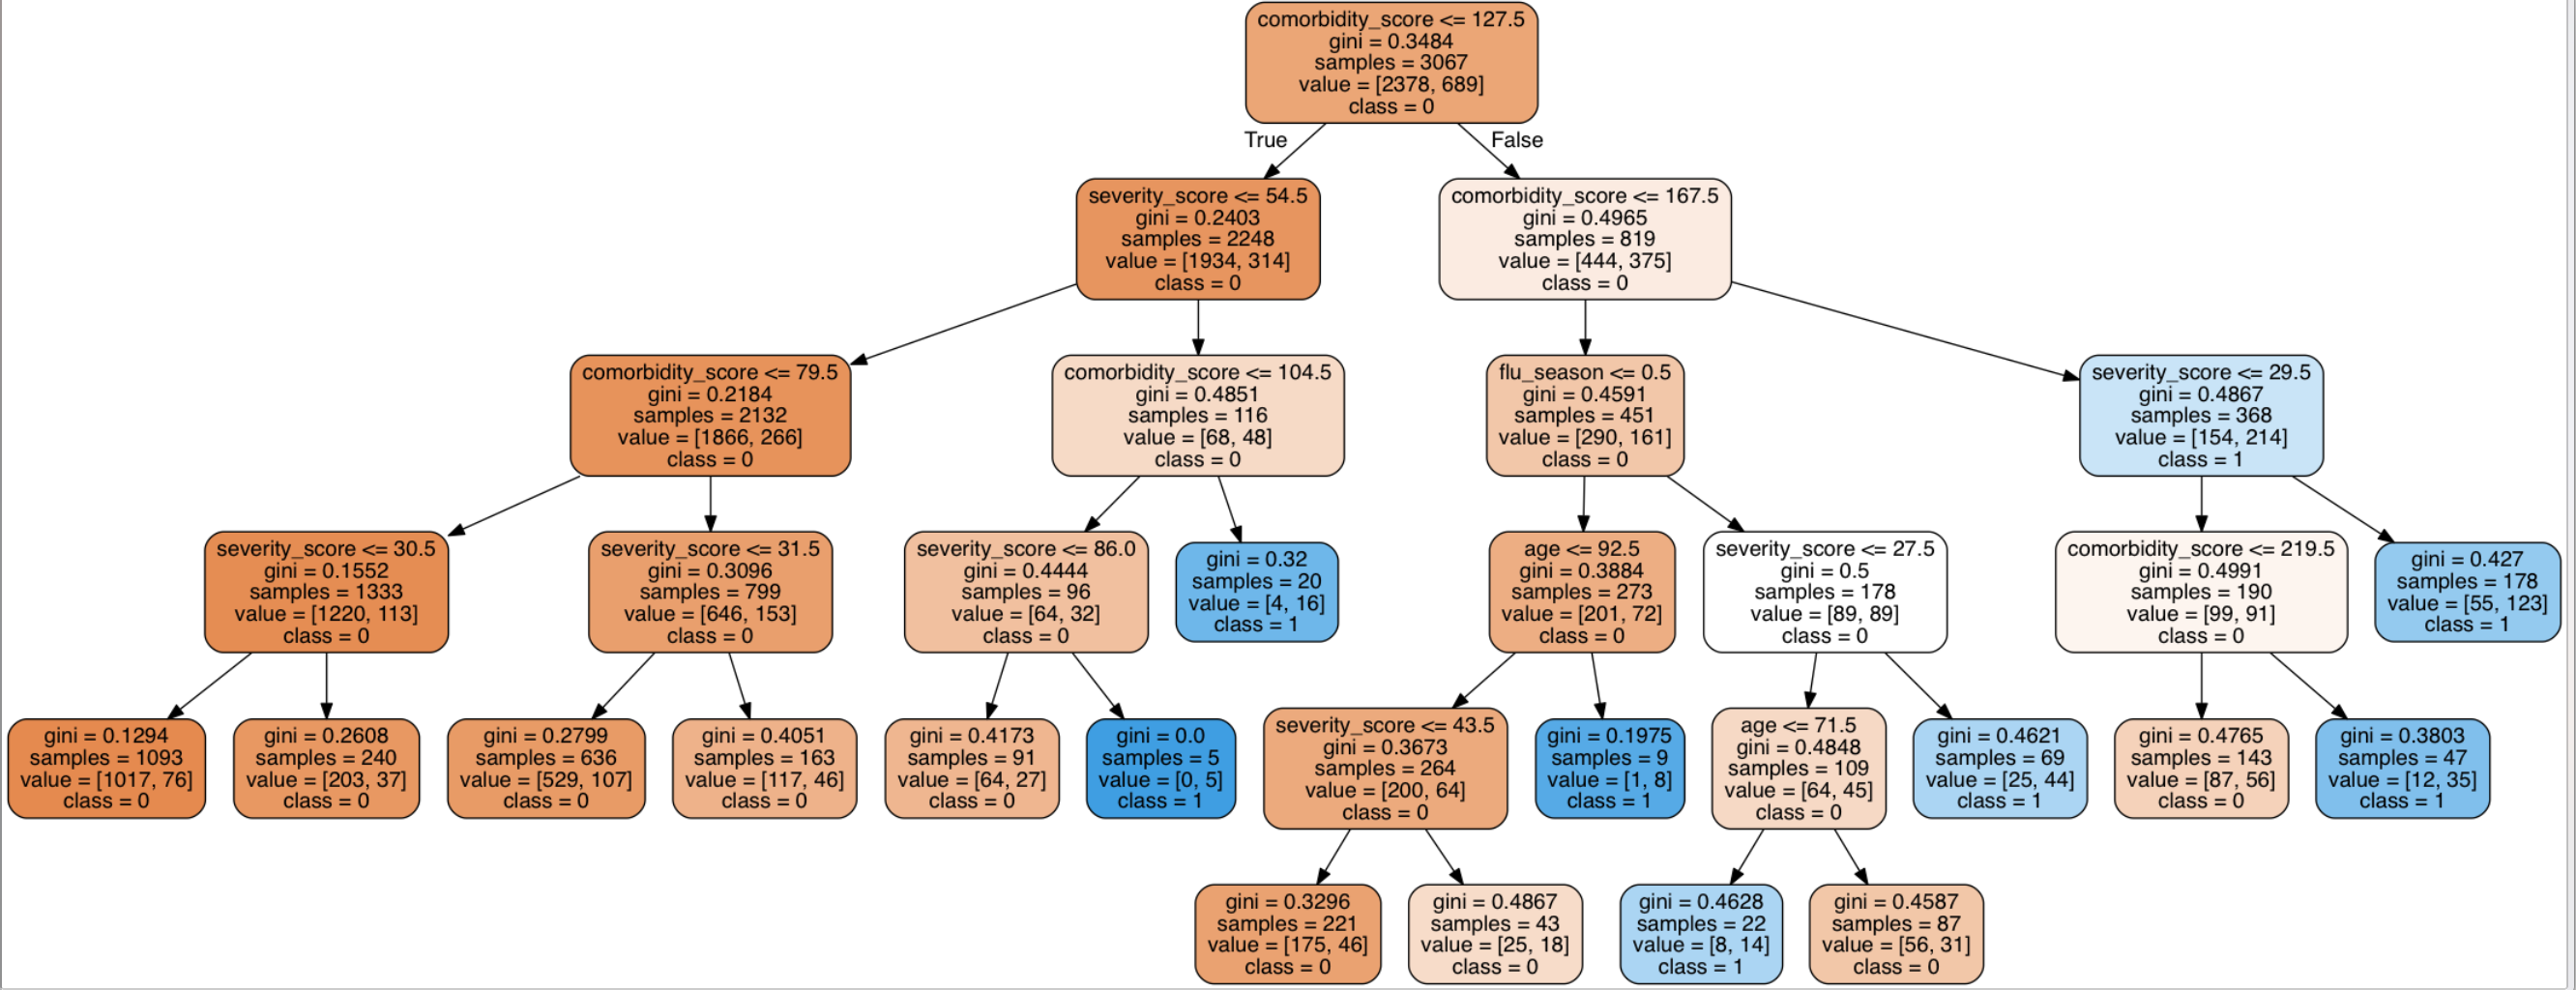 comorbidity_score <= 127.5
gini = 0.3484
samples = 3067
value = [2378, 689]
class = 0
True
False
severity_score <= 54.5
gini = 0.2403
samples = 2248
value = [1934, 314]
class = 0
comorbidity_score <= 167.5
gini = 0.4965
samples = 819
value = [444, 375]
class = 0
comorbidity_score <= 79.5
gini = 0.2184
samples = 2132
value = [1866, 266]
class = 0
comorbidity_score <= 104.5
gini = 0.4851
samples = 116
value = [68, 48]
class = 0
flu_season <= 0.5
gini = 0.4591
samples = 451
value = [290, 161]
class = 0
severity_score <= 29.5
gini = 0.4867
samples = 368
value = [154, 214]
class = 1
severity_score <= 30.5
gini = 0.1552
samples = 1333
value = [1220, 113]
class = 0
severity_score <= 31.5
gini = 0.3096
samples = 799
value = [646, 153]
class = 0
severity_score <= 86.0
gini = 0.4444
samples = 96
value = [64, 32]
class = 0
gini = 0.32
samples = 20
value = [4, 16]
class = 1
age <= 92.5
gini = 0.3884
samples = 273
value = [201, 72]
class = 0
severity_score <= 27.5
gini = 0.5
samples = 178
value = [89, 89]
class = 0
comorbidity_score <= 219.5
gini = 0.4991
samples = 190
value = [99, 91]
class = 0
gini = 0.427
samples = 178
value = [55, 123]
class = 1
gini = 0.1294
samples = 1093
value = [1017, 76]
class = 0
gini = 0.2608
samples = 240
value = [203, 37]
class = 0
gini = 0.2799
samples = 636
value = [529, 107]
class = 0
gini = 0.4051
samples = 163
value = [117, 46]
class = 0
gini = 0.4173
samples = 91
value = [64, 27]
class = 0
gini = 0.0
samples = 5
value = [0, 5]
class = 1
severity_score <= 43.5
gini = 0.3673
samples = 264
value = [200, 64]
class = 0
gini = 0.1975
samples = 9
value = [1, 8]
class = 1
age <= 71.5
gini = 0.4848
samples = 109
value = [64, 45]
class = 0
gini = 0.4621
samples = 69
value = [25, 44]
class = 1
gini = 0.4765
samples = 143
value = [87, 56]
class = 0
gini = 0.3803
samples = 47
value = [12, 35]
class = 1
gini = 0.3296
samples = 221
value = [175, 46]
class = 0
gini = 0.4867
samples = 43
value = [25, 18]
class = 0
gini = 0.4628
samples = 22
value = [8, 14]
class = 1
gini = 0.4587
samples = 87
value = [56, 31]
class = 0